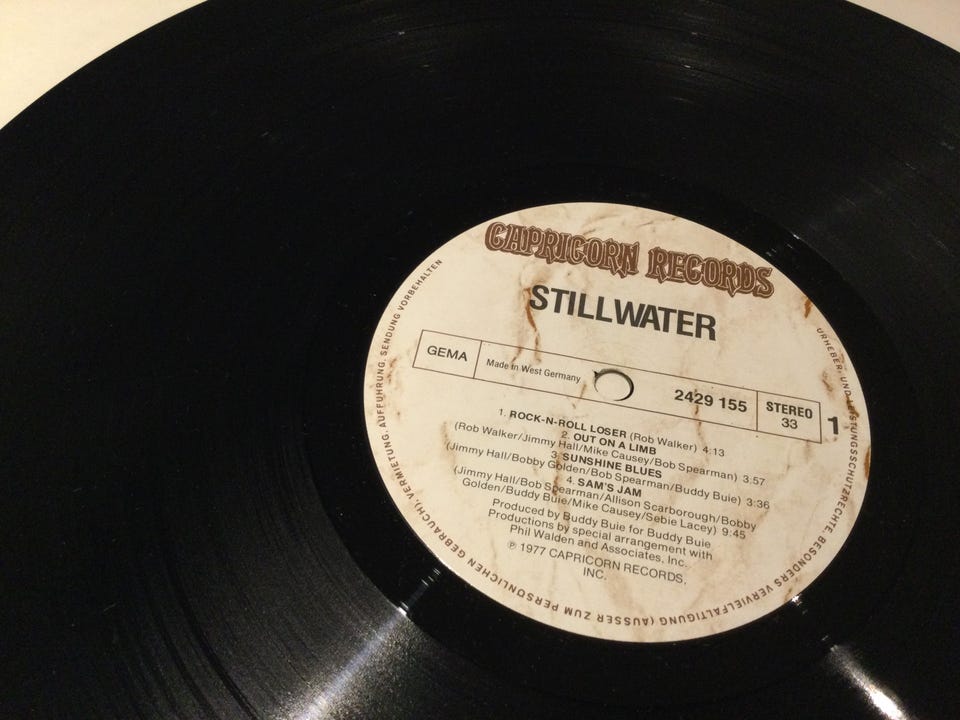 CAPRICORN RECORDS
STILLWATER
GEMA
Made in West Germany
2429 155
STEREO
33
1
1. ROCK-N-ROLL LOSER (Rob Walker) 4:13
2. OUT ON A LIMB
(Rob Walker/Jimmy Hall/Mike Causey/Bob Spearman) 3:57
3. SUNSHINE BLUES
(Jimmy Hall/Bobby Golden/Bob Spearman/Buddy Buie) 3:36
4. SAM'S JAM
(Jimmy Hall/Bob Spearman/Allison Scarborough/Bobby
Golden/Buddy Buie/Mike Causey/Sebie Lacey) 9:45
Produced by Buddy Buie for Buddy Buie
Productions by special arrangement with
Phil Walden and Associates, Inc.
℗ 1977 CAPRICORN RECORDS,
INC.
URHEBER- UND LEISTUNGSSCHUTZRECHTE, BESONDERS VERVIELFÄLTIGUNG (AUSSER ZUM PERSÖNLICHEN GEBRAUCH), VERMIETUNG, AUFFÜHRUNG, SENDUNG VORBEHALTEN